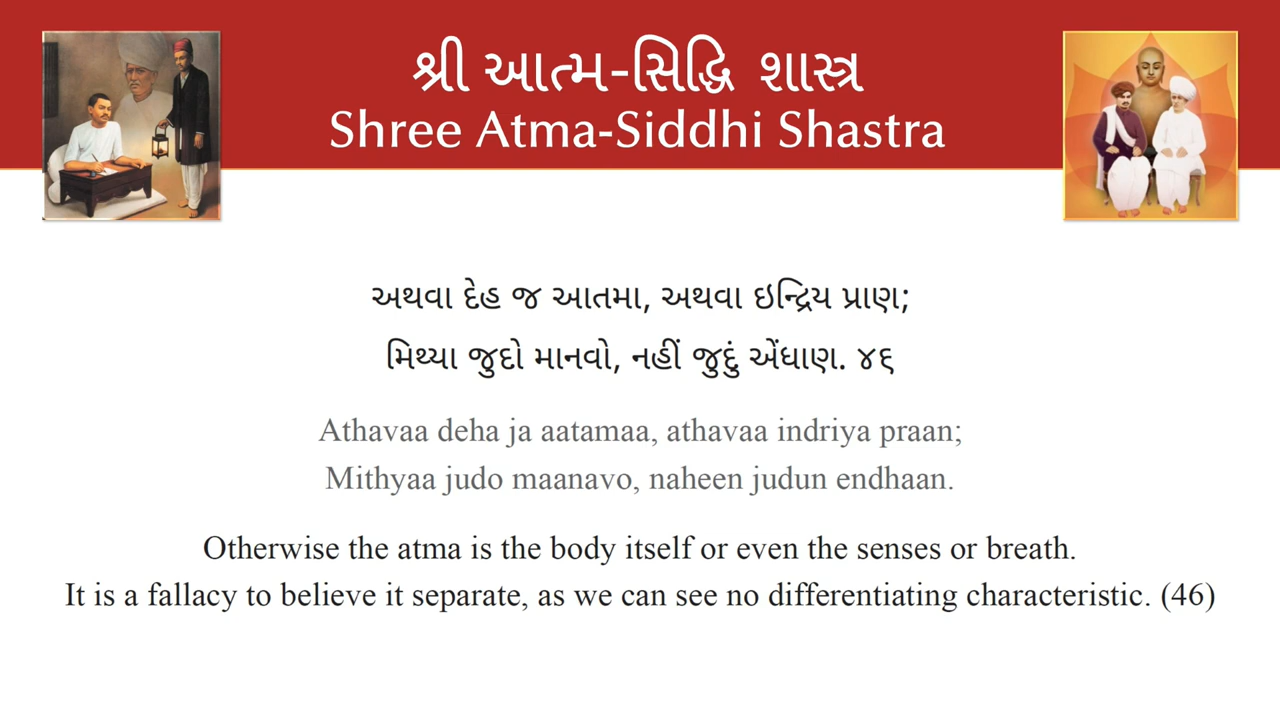 શ્રી આત્મ-સિદ્ધિ શાસ્ત્ર
Shree Atma-Siddhi Shastra
અથવા દેહ જ આતમા, અથવા ઇન્દ્રિય પ્રાણ;
મિથ્યા જુદો માનવો, નહીં જુદું એંધાણ. ૪૬
Athavaa deha ja aatamaa, athavaa indriya praan;
Mithyaa judo maanavo, naheen judun endhaan.
Otherwise the atma is the body itself or even the senses or breath.
It is a fallacy to believe it separate, as we can see no differentiating characteristic. (46)